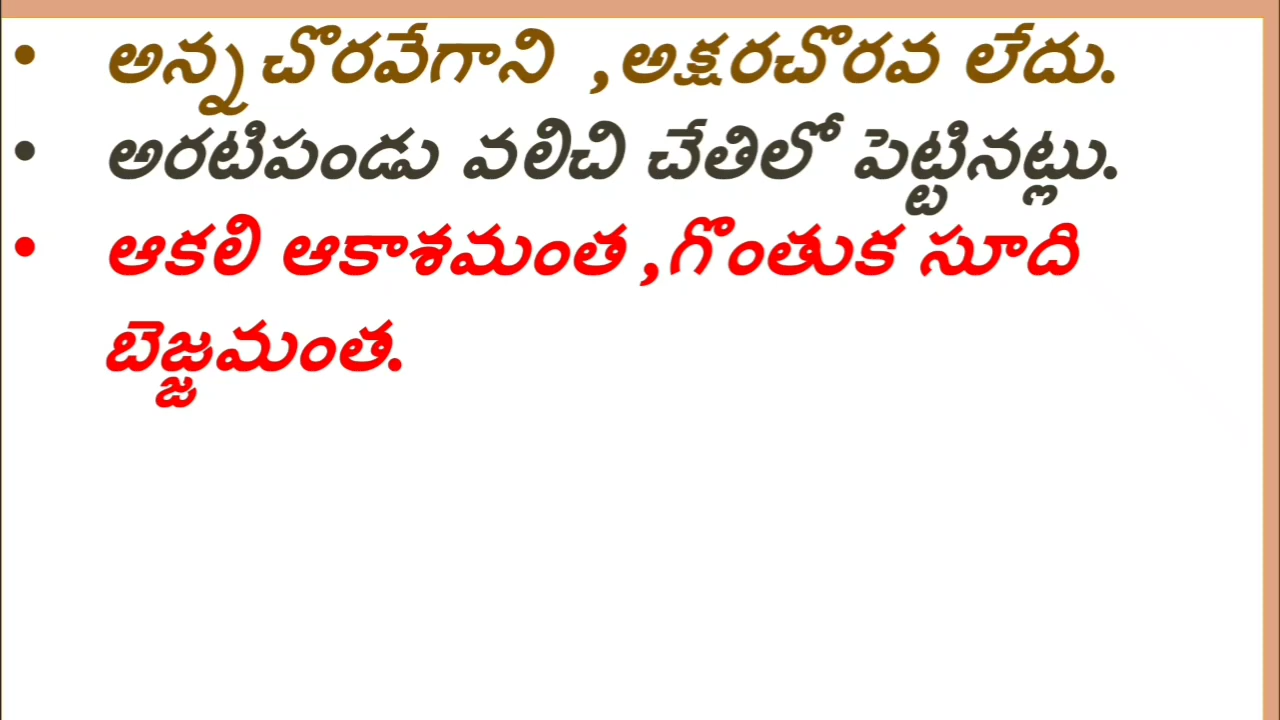 • అన్న చొరవేగాని ,అక్షరచొరవ లేదు.
• అరటిపండు వలిచి చేతిలో పెట్టినట్లు.
• ఆకలి ఆకాశమంత ,గొంతుక సూది
బెజ్జమంత.